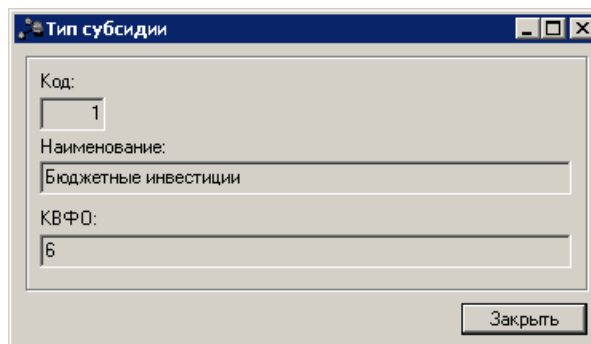 Тип субсидии
Код:
1
Наименование:
Бюджетные инвестиции
КВФО:
6
Закрыть